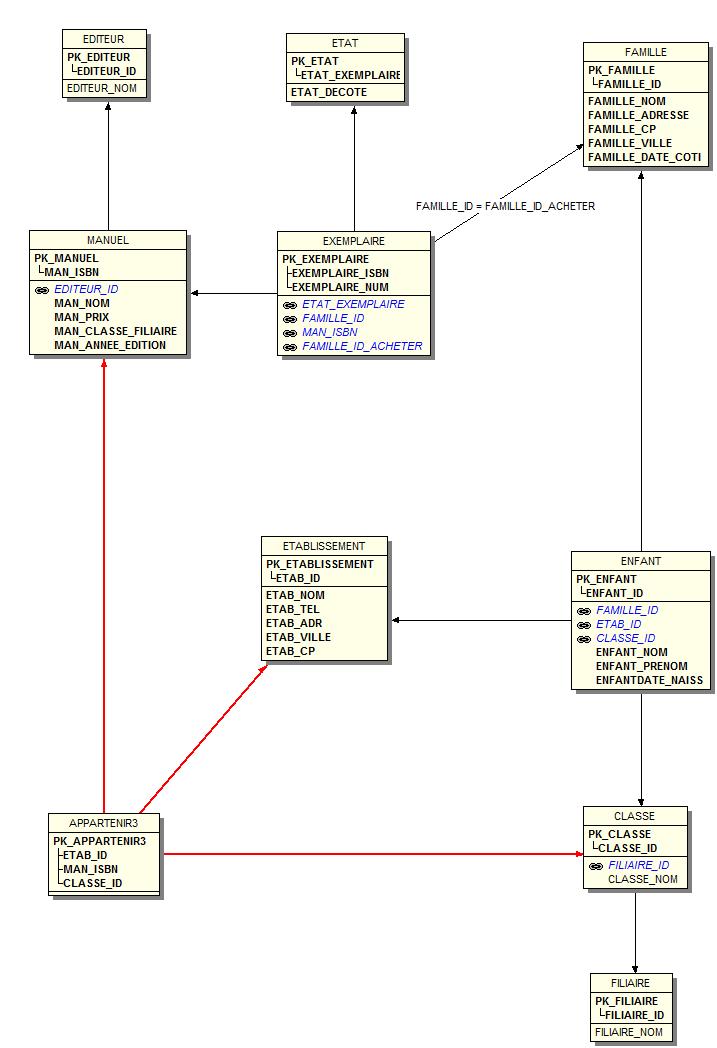 EDITEUR
PK_EDITEUR
EDITEUR_ID
EDITEUR_NOM
ETAT
PK_ETAT
ETAT_EXEMPLAIRE
ETAT_DECOTE
FAMILLE
PK_FAMILLE
FAMILLE_ID
FAMILLE_NOM
FAMILLE_ADRESSE
FAMILLE_CP
FAMILLE_VILLE
FAMILLE_DATE_COTI
FAMILLE_ID = FAMILLE_ID_ACHETER
MANUEL
PK_MANUEL
MAN_ISBN
EDITEUR_ID
MAN_NOM
MAN_PRIX
MAN_CLASSE_FILIAIRE
MAN_ANNEE_EDITION
EXEMPLAIRE
PK_EXEMPLAIRE
EXEMPLAIRE_ISBN
EXEMPLAIRE_NUM
ETAT_EXEMPLAIRE
FAMILLE_ID
MAN_ISBN
FAMILLE_ID_ACHETER
ETABLISSEMENT
PK_ETABLISSEMENT
ETAB_ID
ETAB_NOM
ETAB_TEL
ETAB_ADR
ETAB_VILLE
ETAB_CP
ENFANT
PK_ENFANT
ENFANT_ID
FAMILLE_ID
ETAB_ID
CLASSE_ID
ENFANT_NOM
ENFANT_PRENOM
ENFANTDATE_NAISS
APPARTENIR3
PK_APPARTENIR3
ETAB_ID
MAN_ISBN
CLASSE_ID
CLASSE
PK_CLASSE
CLASSE_ID
FILIAIRE_ID
CLASSE_NOM
FILIAIRE
PK_FILIAIRE
FILIAIRE_ID
FILIAIRE_NOM